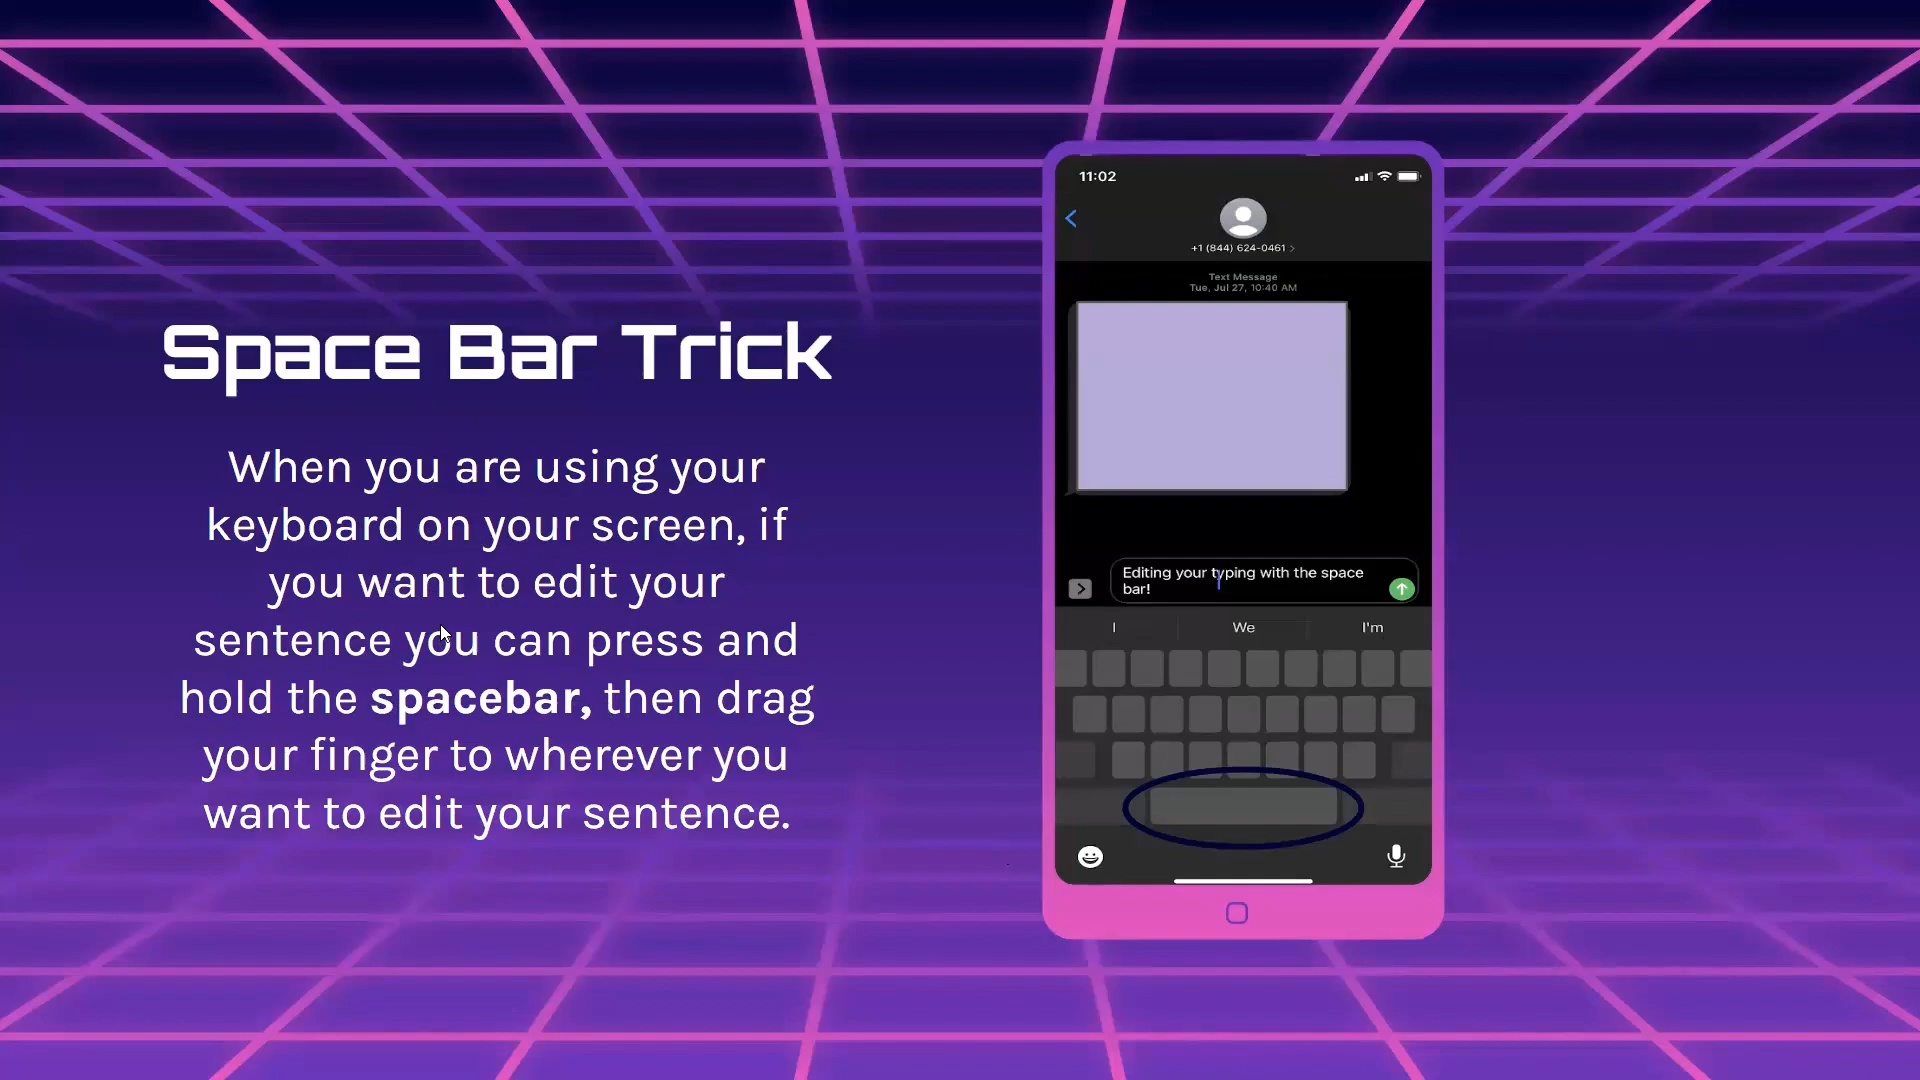 Space Bar Trick
When you are using your
keyboard on your screen, if
you want to edit your
sentence you can press and
hold the spacebar, then drag
your finger to wherever you
want to edit your sentence.
11:02
+1 (844) 624-0461 >
Text Message
Tue, Jul 27, 10:40 AM
Editing your typing with the space
bar!
I We I'm